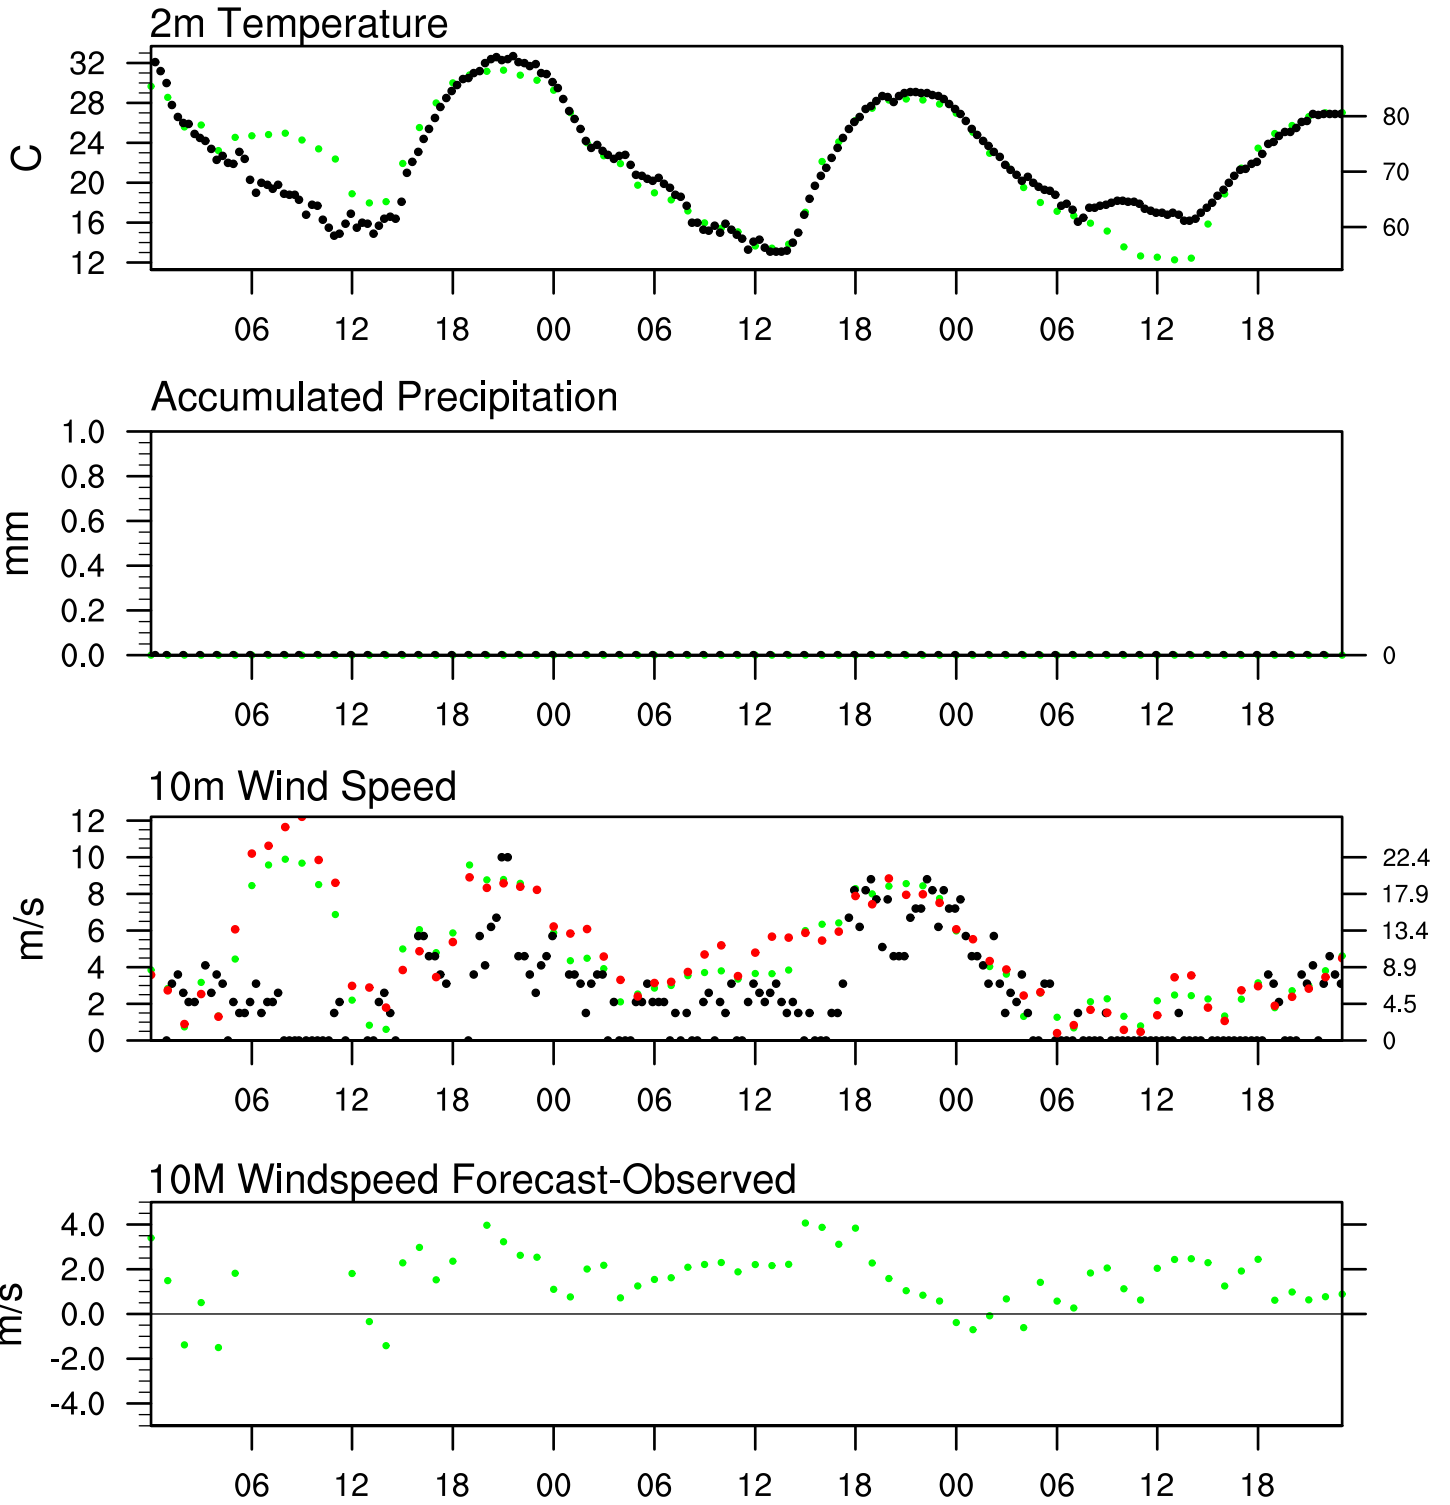 2m Temperature
32
28
24
20
16
12
C
80
70
60
06 12 18 00 06 12 18 00 06 12 18
Accumulated Precipitation
1.0
0.8
0.6
0.4
0.2
0.0
mm
0
06 12 18 00 06 12 18 00 06 12 18
10m Wind Speed
12
10
8
6
4
2
0
m/s
22.4
17.9
13.4
8.9
4.5
0
06 12 18 00 06 12 18 00 06 12 18
10M Windspeed Forecast-Observed
4.0
2.0
0.0
-2.0
-4.0
m/s
06 12 18 00 06 12 18 00 06 12 18